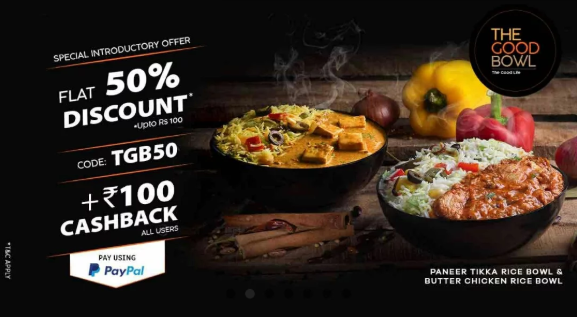 SPECIAL INTRODUCTORY OFFER
FLAT 50%
DISCOUNT*
*Upto Rs 100
CODE: TGB50
+₹100
CASHBACK
ALL USERS
PAY USING
PayPal
*T&C APPLY
THE
GOOD
BOWL
The Good Life
PANEER TIKKA RICE BOWL &
BUTTER CHICKEN RICE BOWL